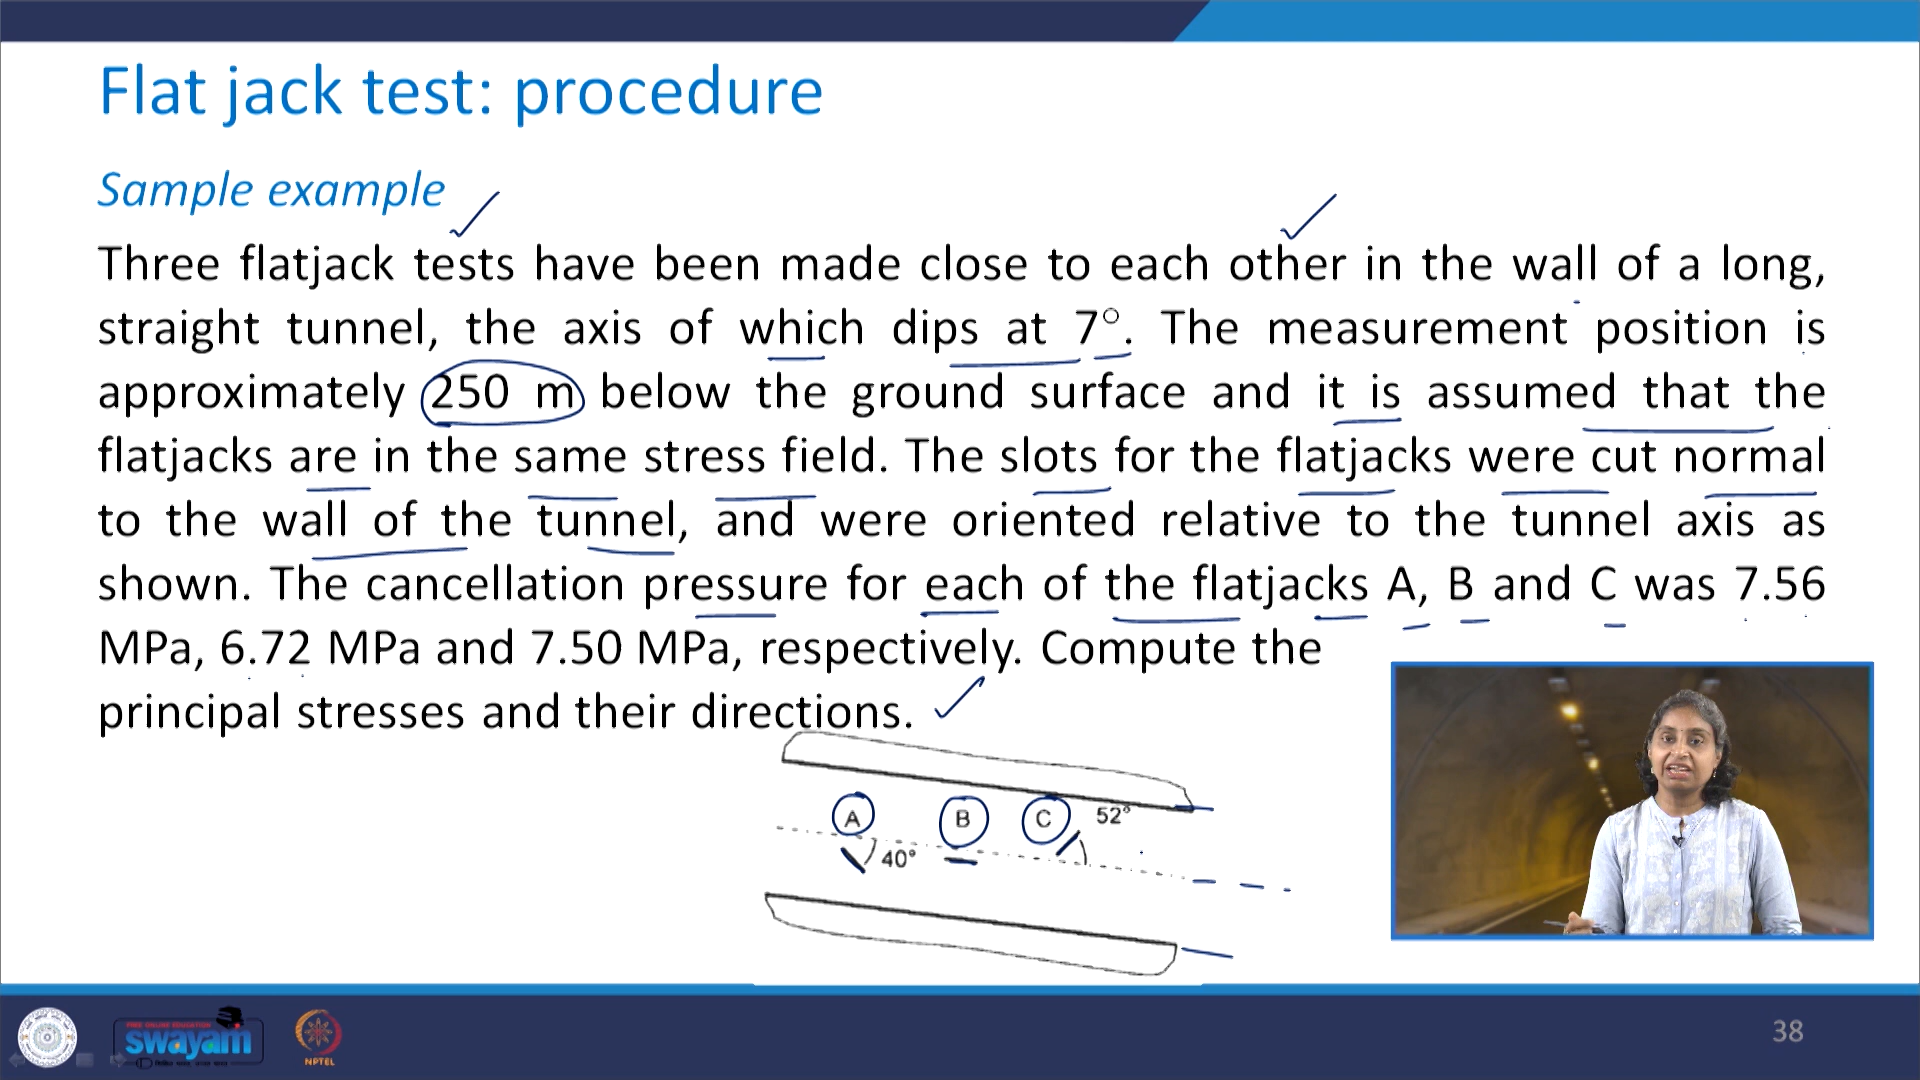 Flat jack test: procedure
Sample example
Three flatjack tests have been made close to each other in the wall of a long,
straight tunnel, the axis of which dips at 7°. The measurement position is
approximately 250 m below the ground surface and it is assumed that the
flatjacks are in the same stress field. The slots for the flatjacks were cut normal
to the wall of the tunnel, and were oriented relative to the tunnel axis as
shown. The cancellation pressure for each of the flatjacks A, B and C was 7.56
MPa, 6.72 MPa and 7.50 MPa, respectively. Compute the
principal stresses and their directions.
A B C 52°
40°
FREE ONLINE EDUCATION
swayam
NPTEL
38